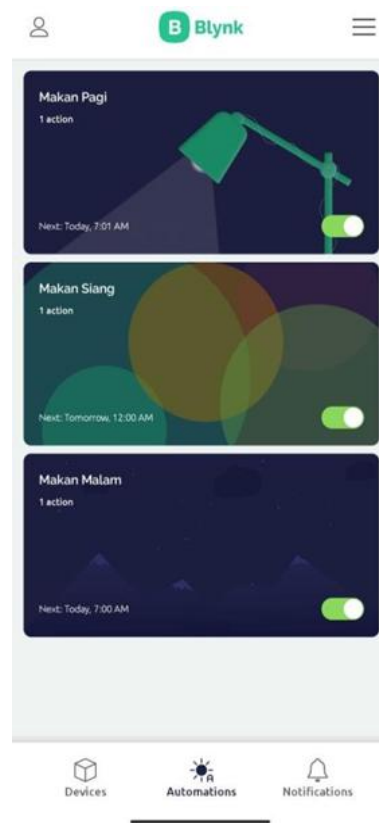 B Blynk
Makan Pagi
1 action
Next: Today, 7:01 AM
Makan Siang
1 action
Next: Tomorrow, 12:00 AM
Makan Malam
1 action
Next: Today, 7:00 AM
A
Devices Automations Notifications